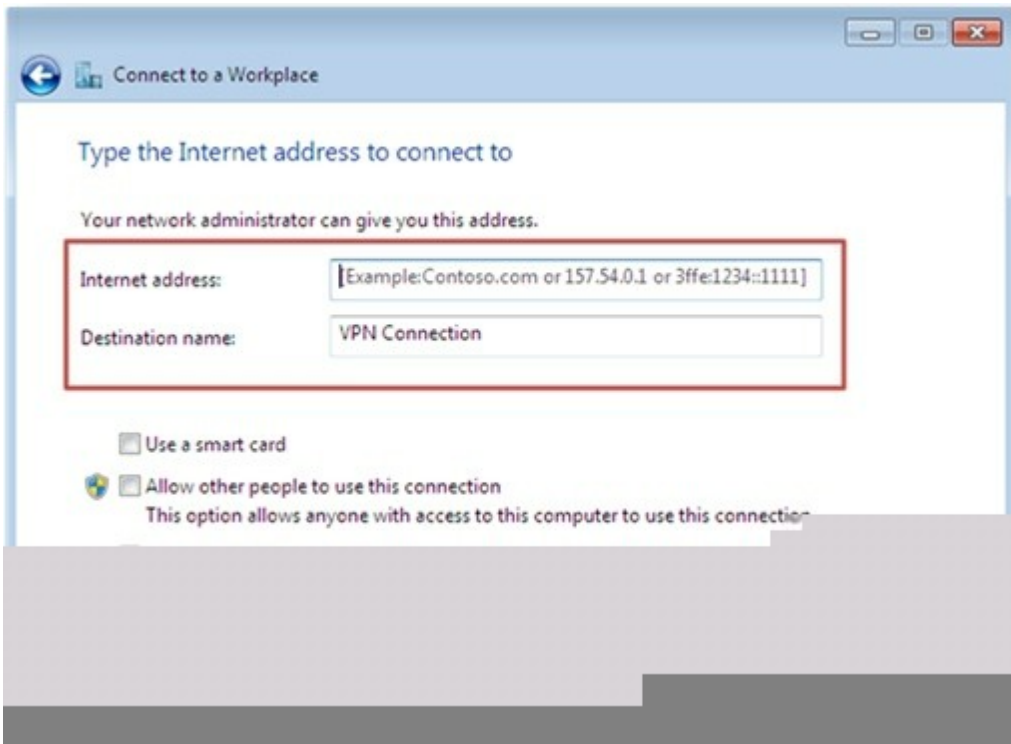 Connect to a Workplace
Type the Internet address to connect to
Your network administrator can give you this address.
Internet address: [Example:Contoso.com or 157.54.0.1 or 3ffe:1234::1111]
Destination name: VPN Connection
Use a smart card
Allow other people to use this connection
This option allows anyone with access to this computer to use this connection